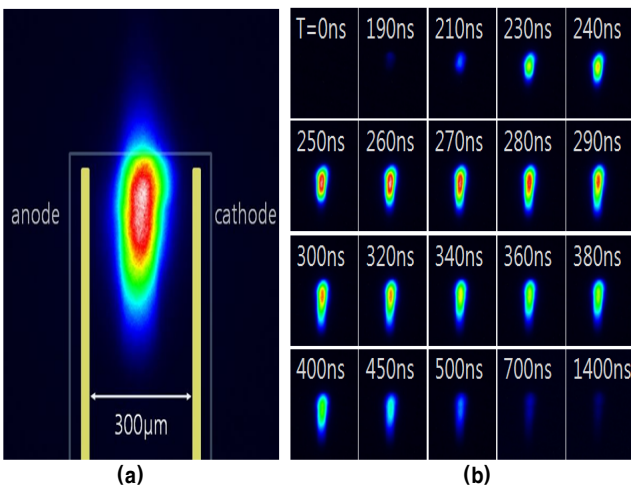 anode
cathode
300μm
(a)
T=0ns 190ns 210ns 230ns 240ns
250ns 260ns 270ns 280ns 290ns
300ns 320ns 340ns 360ns 380ns
400ns 450ns 500ns 700ns 1400ns
(b)